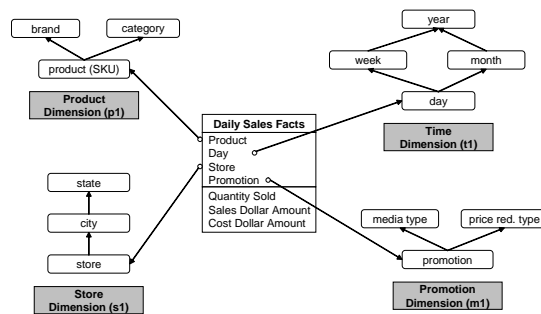 brand
category
product (SKU)
Product
Dimension (p1)
year
week
month
day
Time
Dimension (t1)
Daily Sales Facts
Product
Day
Store
Promotion
Quantity Sold
Sales Dollar Amount
Cost Dollar Amount
state
city
store
Store
Dimension (s1)
media type
price red. type
promotion
Promotion
Dimension (m1)